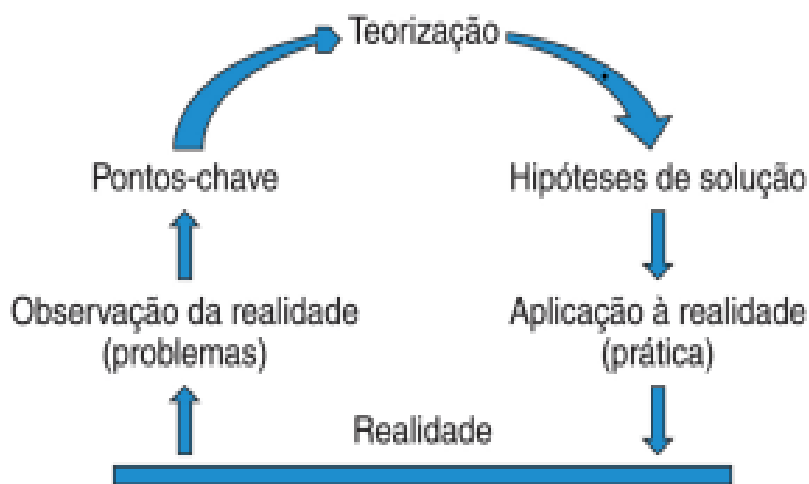 Teorização
Pontos-chave
Hipóteses de solução
Observação da realidade
(problemas)
Aplicação à realidade
(prática)
Realidade